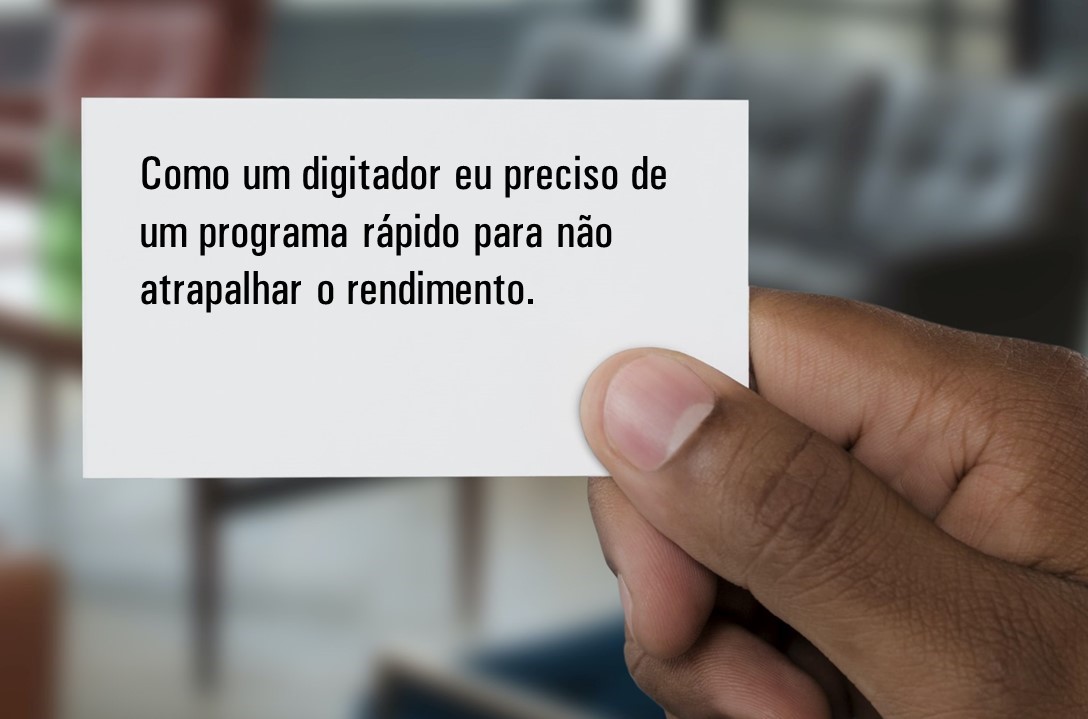 Como um digitador eu preciso de
um programa rápido para não
atrapalhar o rendimento.